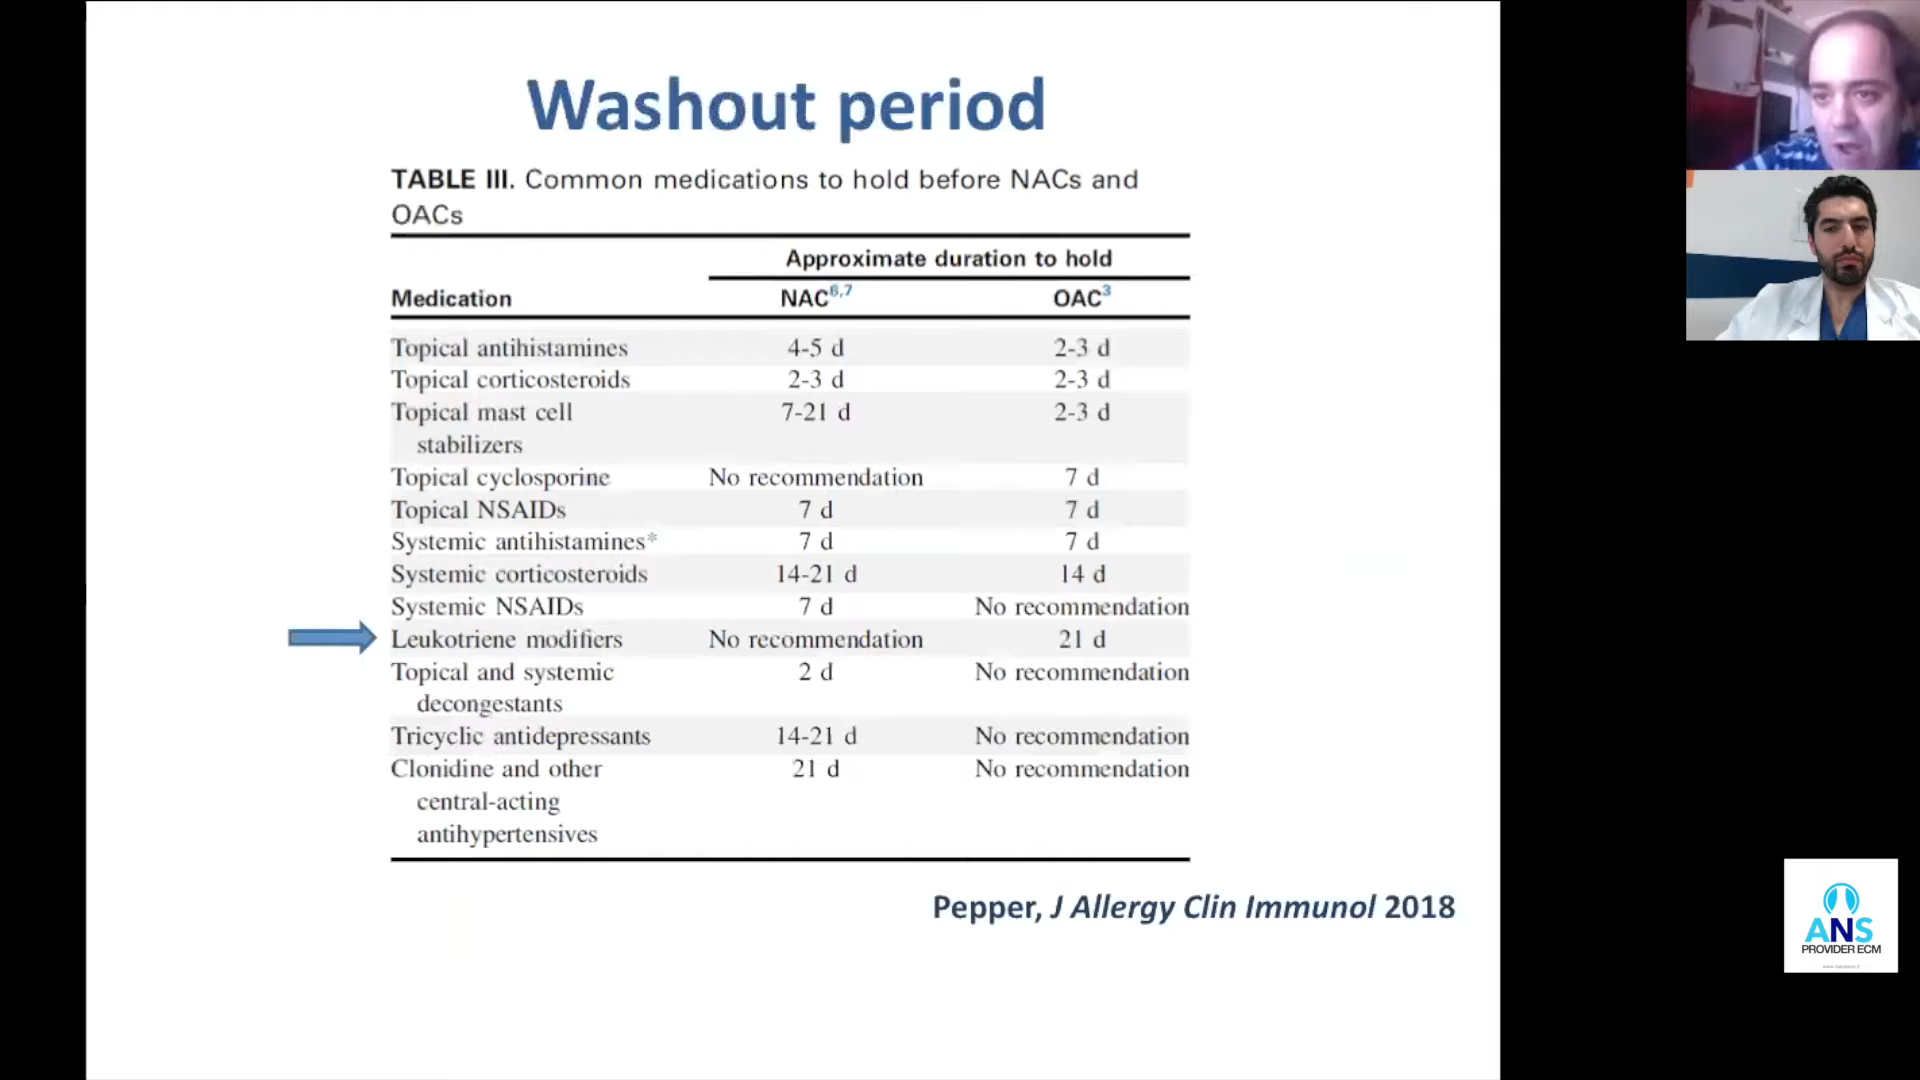 Washout period
TABLE III. Common medications to hold before NACs and
OACs
Approximate duration to hold
Medication NAC6,7 OAC3
Topical antihistamines 4-5 d 2-3 d
Topical corticosteroids 2-3 d 2-3 d
Topical mast cell 7-21 d 2-3 d
stabilizers
Topical cyclosporine No recommendation 7 d
Topical NSAIDs 7 d 7 d
Systemic antihistamines* 7 d 7 d
Systemic corticosteroids 14-21 d 14 d
Systemic NSAIDs 7 d No recommendation
Leukotriene modifiers No recommendation 21 d
Topical and systemic 2 d No recommendation
decongestants
Tricyclic antidepressants 14-21 d No recommendation
Clonidine and other 21 d No recommendation
central-acting
antihypertensives
Pepper, J Allergy Clin Immunol 2018
ANS
PROVIDER ECM